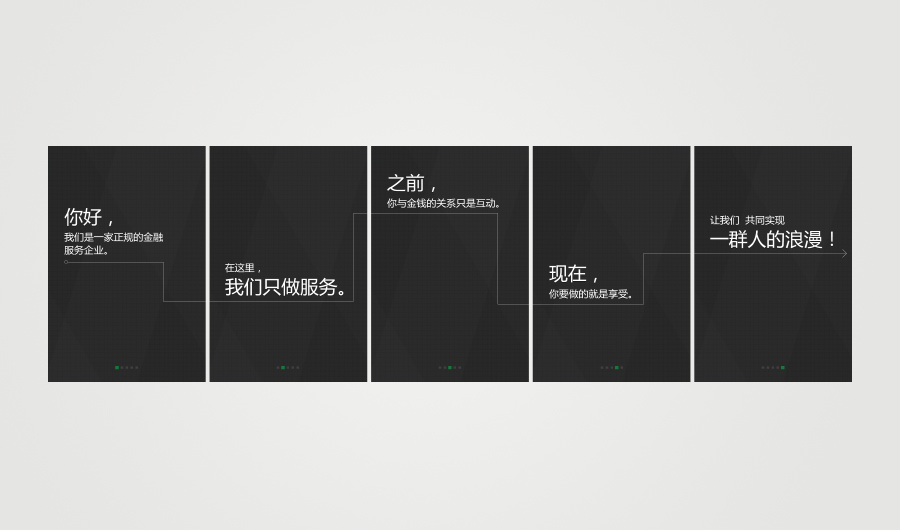 你好，
我们是一家正规的金融
服务企业。
在这里，
我们只做服务。
之前，
你与金钱的关系只是互动。
现在，
你要做的就是享受。
让我们 共同实现
一群人的浪漫！